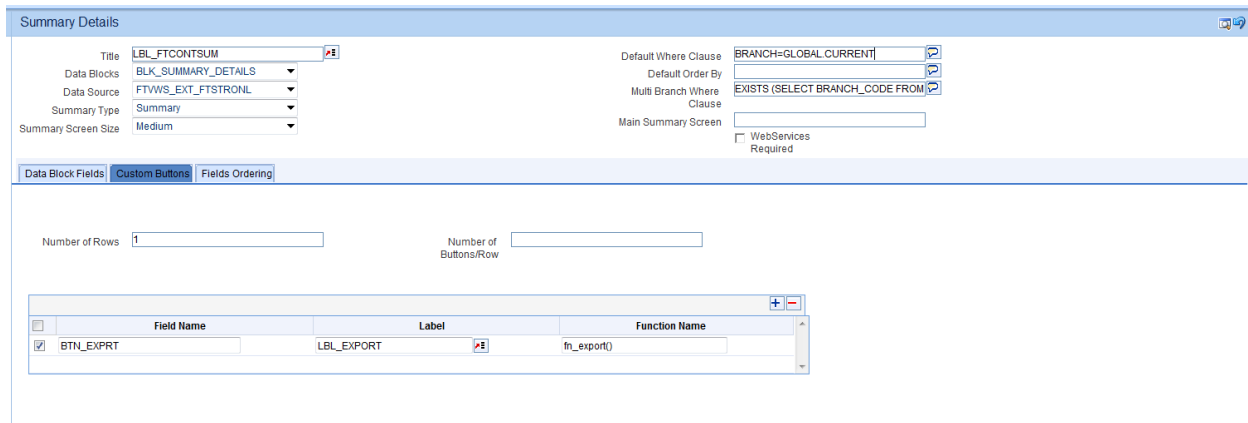 Summary Details
Title LBL_FTCONTSUM
Data Blocks BLK_SUMMARY_DETAILS
Data Source FTVWS_EXT_FTSTRONL
Summary Type Summary
Summary Screen Size Medium
Default Where Clause BRANCH=GLOBAL.CURRENT
Default Order By
Multi Branch Where
Clause EXISTS (SELECT BRANCH_CODE FROM
Main Summary Screen
WebServices
Required
Data Block Fields Custom Buttons Fields Ordering
Number of Rows 1
Number of
Buttons/Row
Field Name Label Function Name
BTN_EXPRT LBL_EXPORT fn_export()